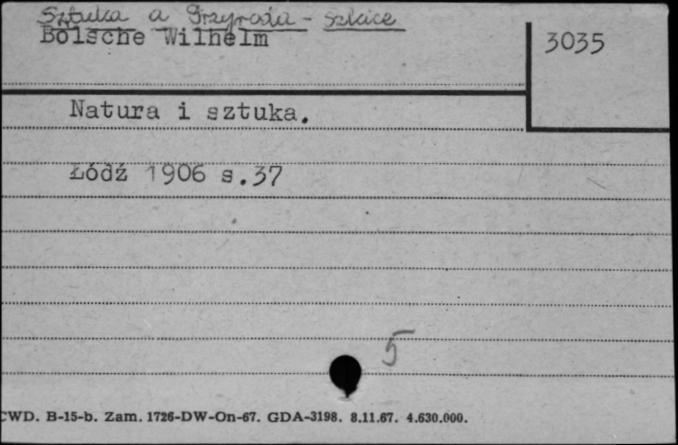 Sztuka a Przyroda - szkice
Bölsche Wilhelm
3035
Natura i sztuka.
Łódź 1906 s.37
5
CWD. B-15-b. Zam. 1726-DW-On-67. GDA-3198. 8.11.67. 4.630.000.